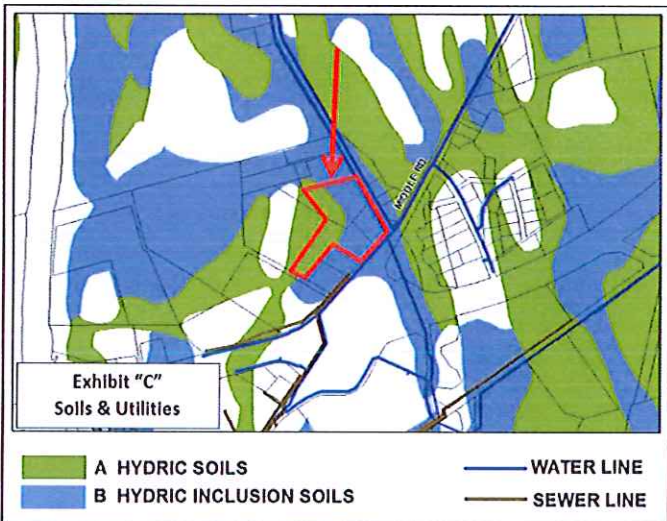 MIDDLE RD
Exhibit "C"
Soils & Utilities
A HYDRIC SOILS
B HYDRIC INCLUSION SOILS
WATER LINE
SEWER LINE